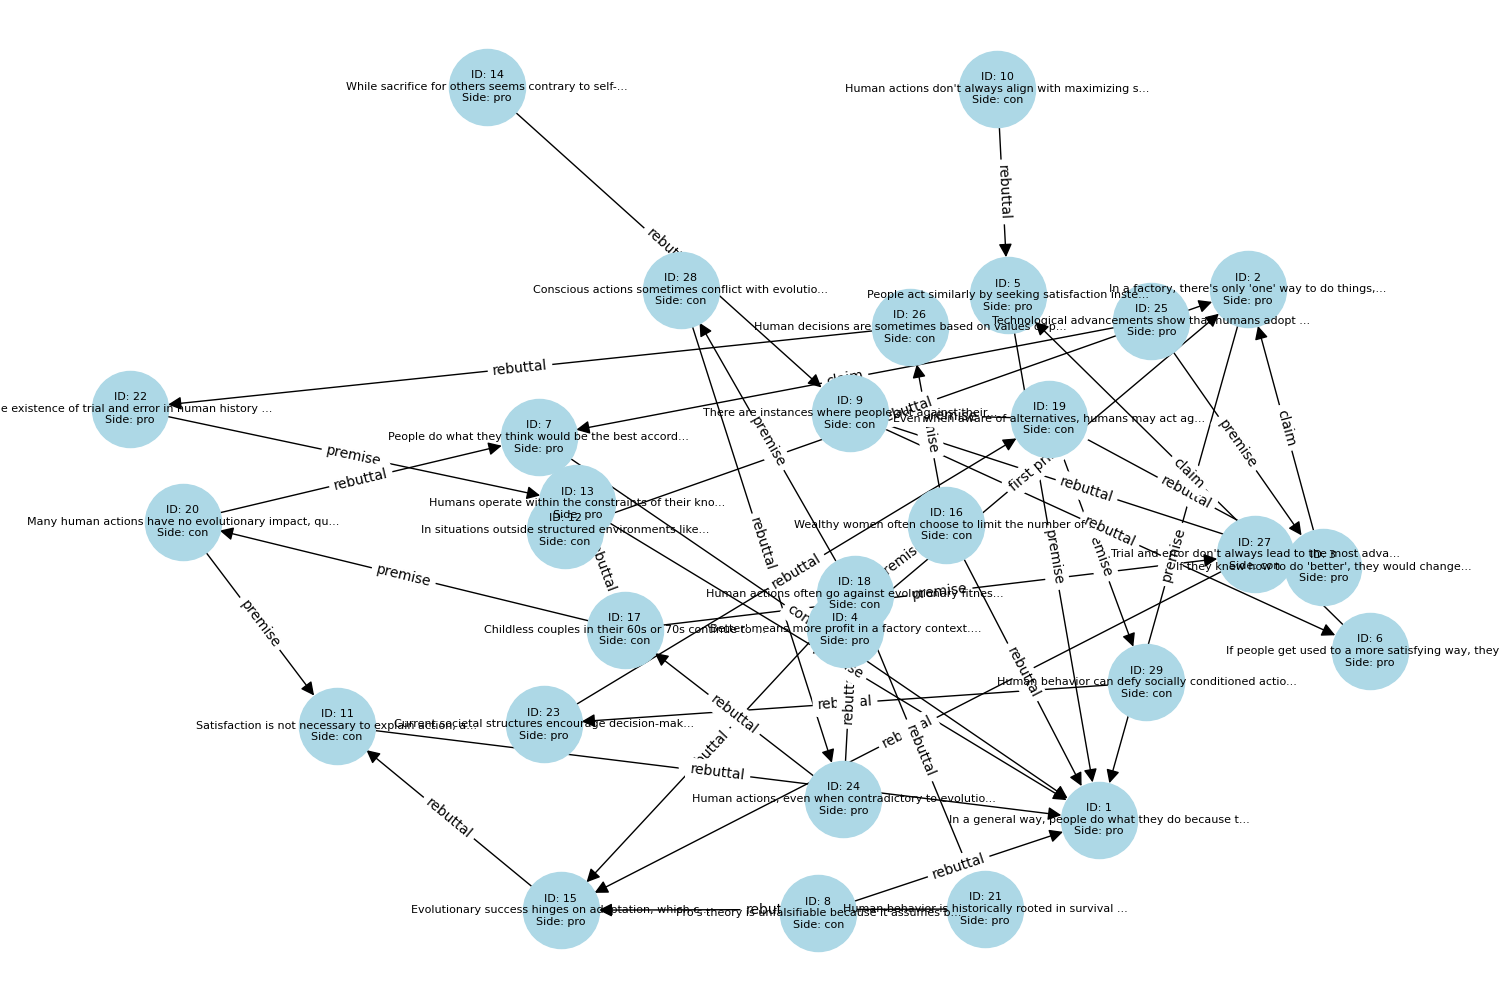 ID: 14
While sacrifice for others seems contrary to self-...
Side: pro
ID: 10
Human actions don't always align with maximizing s...
Side: con
rebuttal
ID: 28
Conscious actions sometimes conflict with evolutio...
Side: con
ID: 5
People act similarly by seeking satisfaction inste...
Side: pro
ID: 2
In a factory, there's only 'one' way to do things,...
Side: pro
ID: 26
Human decisions are sometimes based on values
Side: con
ID: 25
Technological advancements show that humans adopt ...
Side: pro
rebuttal
ID: 22
e existence of trial and error in human history ...
Side: pro
ID: 7
People do what they think would be the best accord...
Side: pro
ID: 9
There are instances where people act against their
Side: con
ID: 19
Even when aware of alternatives, humans may act ag...
Side: con
claim
premise
premise
premise
rebuttal
ID: 13
Humans operate within the constraints of their kno...
Side: pro
ID: 12
In situations outside structured environments like...
Side: con
ID: 20
Many human actions have no evolutionary impact, qu...
Side: con
ID: 16
Wealthy women often choose to limit the number of
Side: con
rebuttal
claim
rebuttal
rebuttal
rebuttal
premise
premise
ID: 27
Trial and error don't always lead to the most adva...
Side: con
ID: 3
If they knew how to do 'better', they would change...
Side: pro
premise
rebuttal
premise
ID: 18
Human actions often go against evolutionary fitnes...
Side: con
ID: 4
'Better' means more profit in a factory context....
Side: pro
ID: 17
Childless couples in their 60s or 70s continue to
Side: con
premise
ID: 6
If people get used to a more satisfying way, they
Side: pro
ID: 29
Human behavior can defy socially conditioned actio...
Side: con
rebuttal
rebuttal
ID: 11
Satisfaction is not necessary to explain action, a...
Side: con
ID: 23
Current societal structures encourage decision-mak...
Side: pro
rebuttal
rebuttal
rebuttal
ID: 24
Human actions, even when contradictory to evolutio...
Side: pro
ID: 1
In a general way, people do what they do because t...
Side: pro
rebuttal
rebuttal
ID: 15
Evolutionary success hinges on adaptation, which
Side: pro
ID: 8
Pro's theory is unfalsifiable because it assumes
Side: con
ID: 21
Human behavior is historically rooted in survival ...
Side: pro